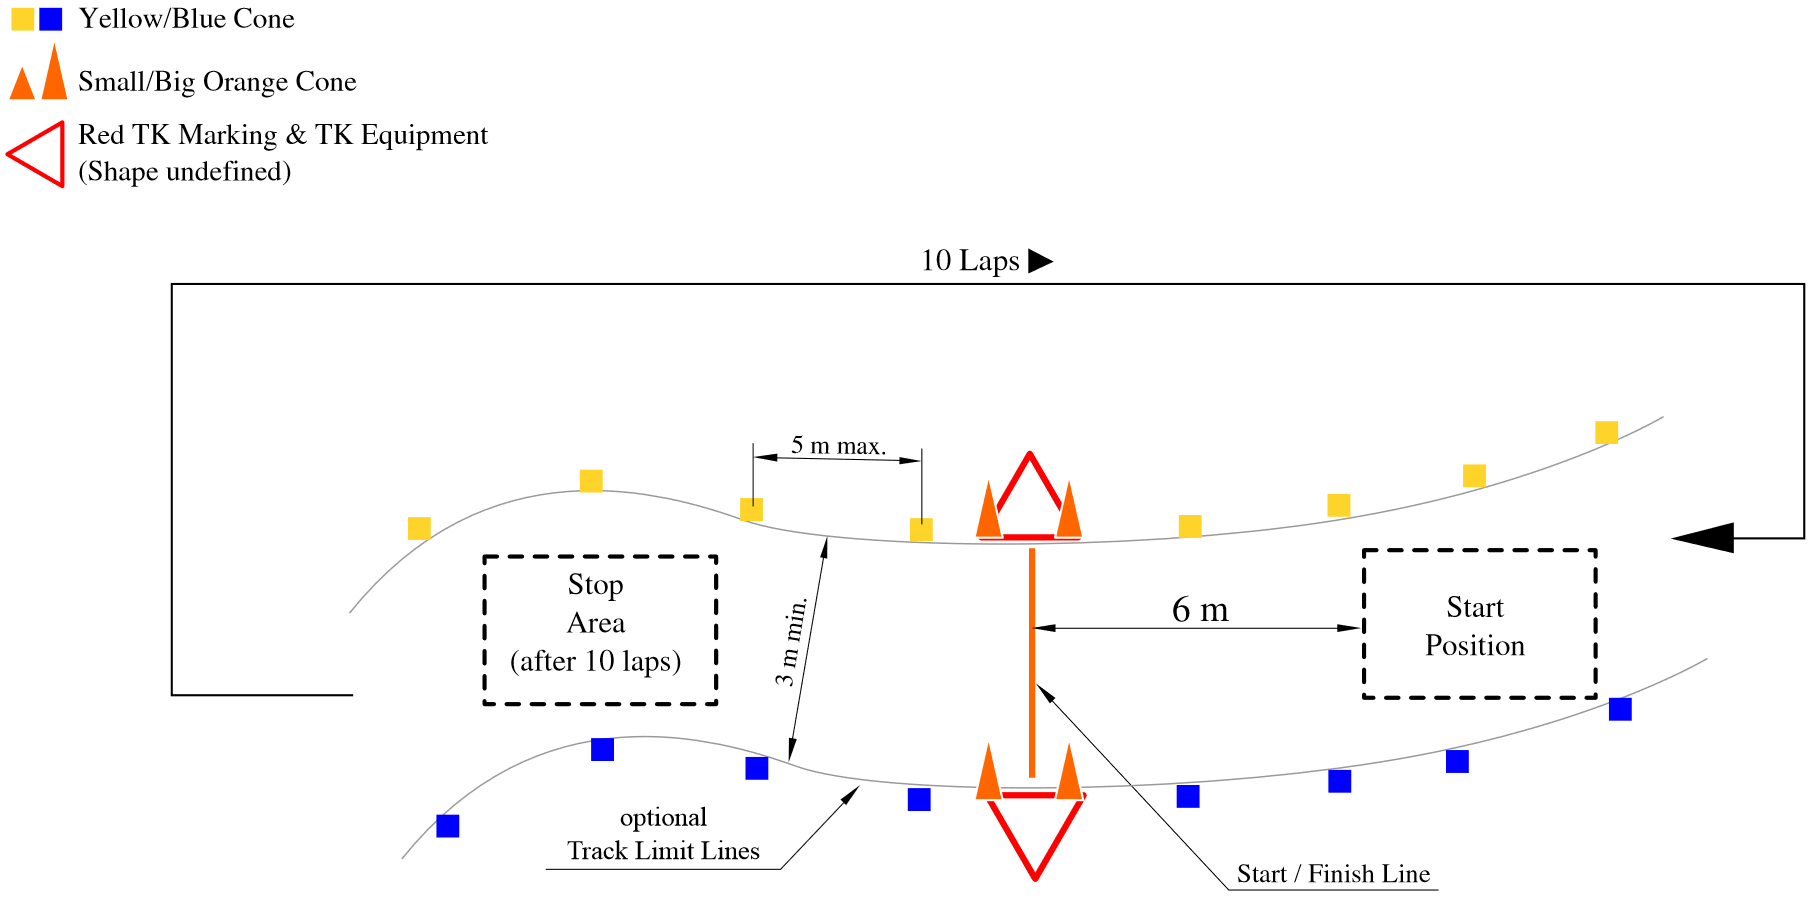 Yellow/Blue Cone
Small/Big Orange Cone
Red TK Marking & TK Equipment
(Shape undefined)
10 Laps
5 m max.
Stop
Area
(after 10 laps)
3 m min.
6 m
Start
Position
optional
Track Limit Lines
Start / Finish Line